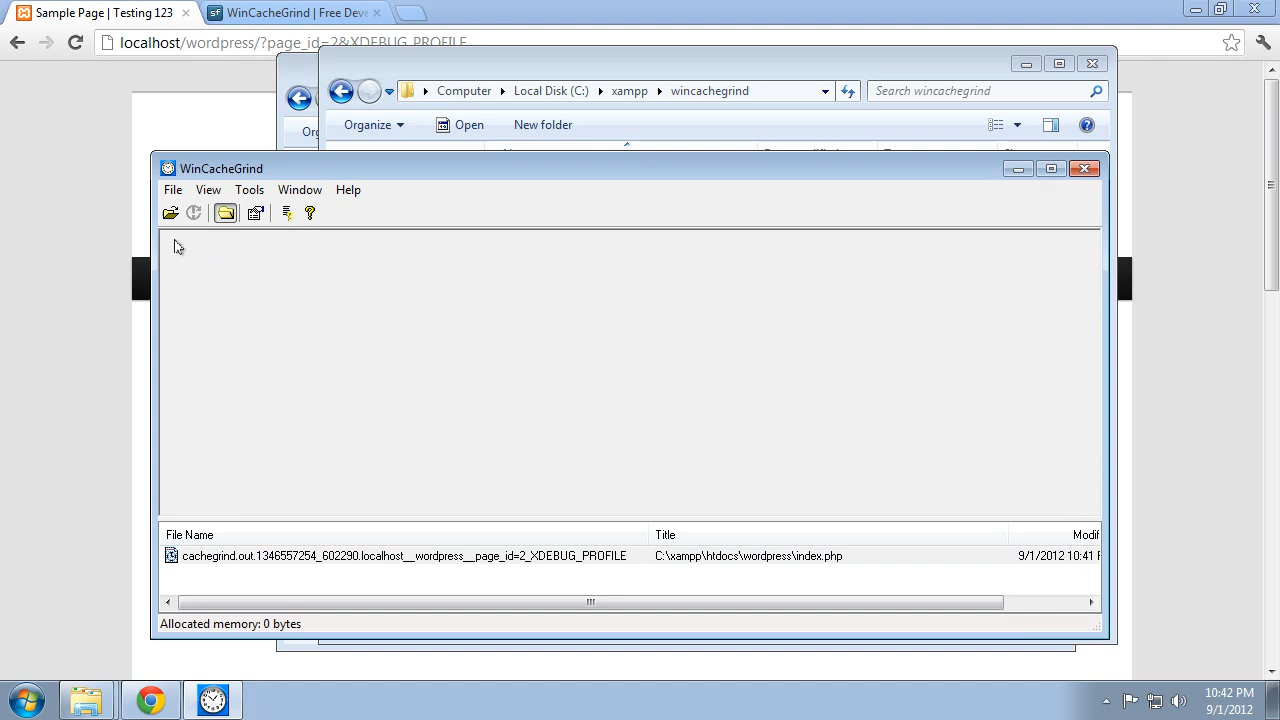 Sample Page | Testing 123
WinCacheGrind | Free Deve
localhost/wordpress/?page_id=2&XDEBUG_PROFILE
Computer
Local Disk (C:)
xampp
wincachegrind
Search wincachegrind
Organize
Open
New folder
WinCacheGrind
File View Tools Window Help
File Name Title Modif
cachegrind.out.1346557254_602290.localhost__wordpress__page_id=2_XDEBUG_PROFILE C:\xampp\htdocs\wordpress\index.php 9/1/2012 10:41
Allocated memory: 0 bytes
10:42 PM
9/1/2012